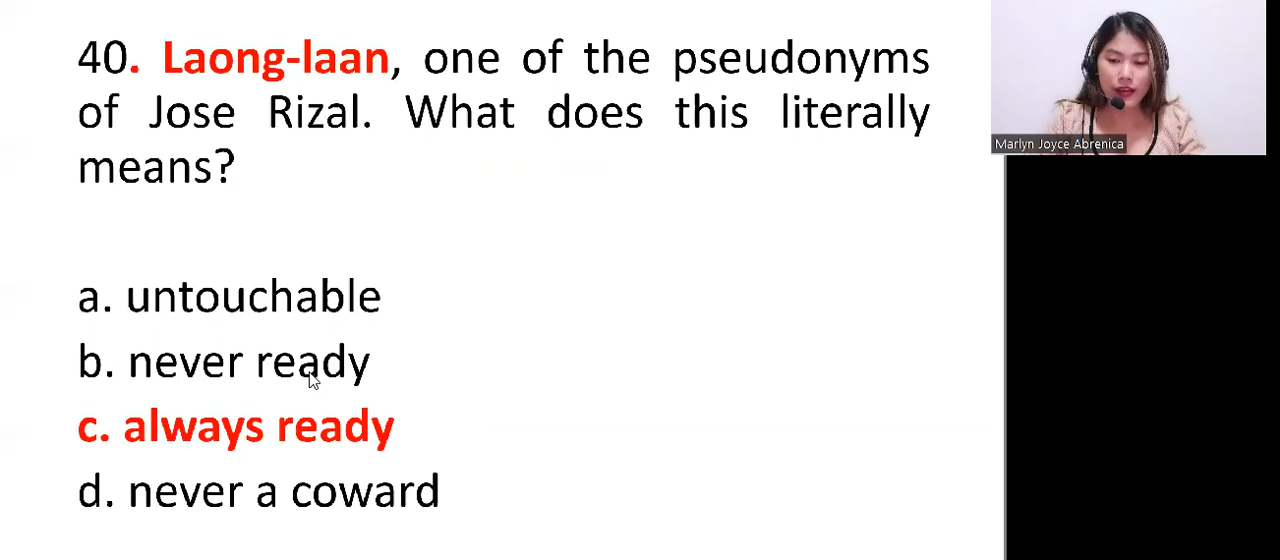 40. Laong-laan, one of the pseudonyms
of Jose Rizal. What does this literally
means?
a. untouchable
b. never ready
c. always ready
d. never a coward
Marlyn Joyce Abrenica